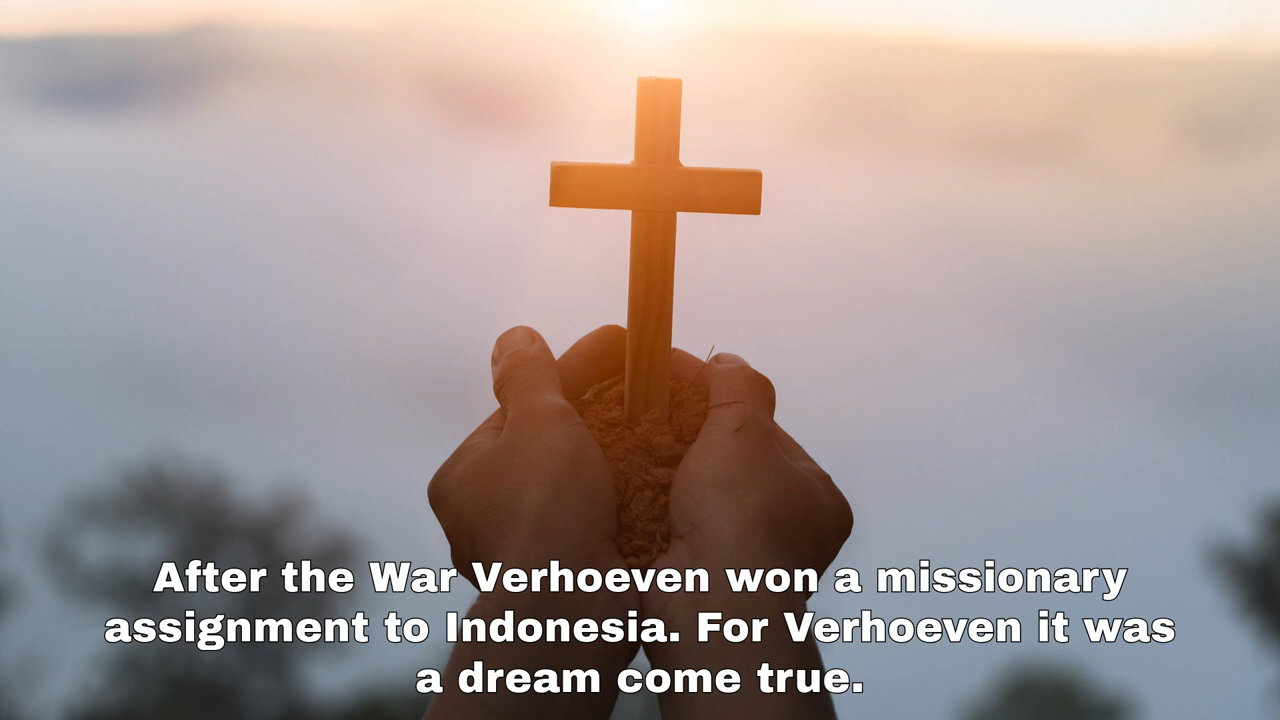 After the War Verhoeven won a missionary
assignment to Indonesia. For Verhoeven it was
a dream come true.